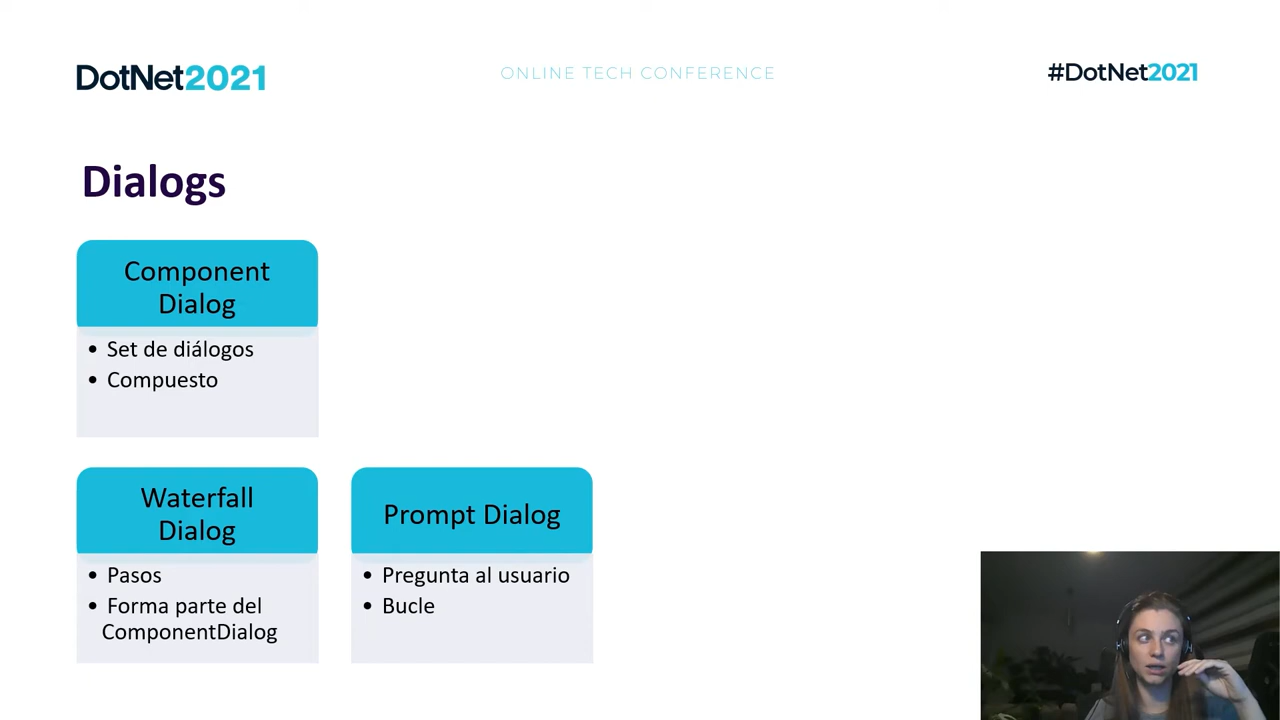 DotNet2021
ONLINE TECH CONFERENCE
#DotNet2021
Dialogs
Component
Dialog
• Set de diálogos
• Compuesto
Waterfall
Dialog
• Pasos
• Forma parte del
ComponentDialog
Prompt Dialog
• Pregunta al usuario
• Bucle